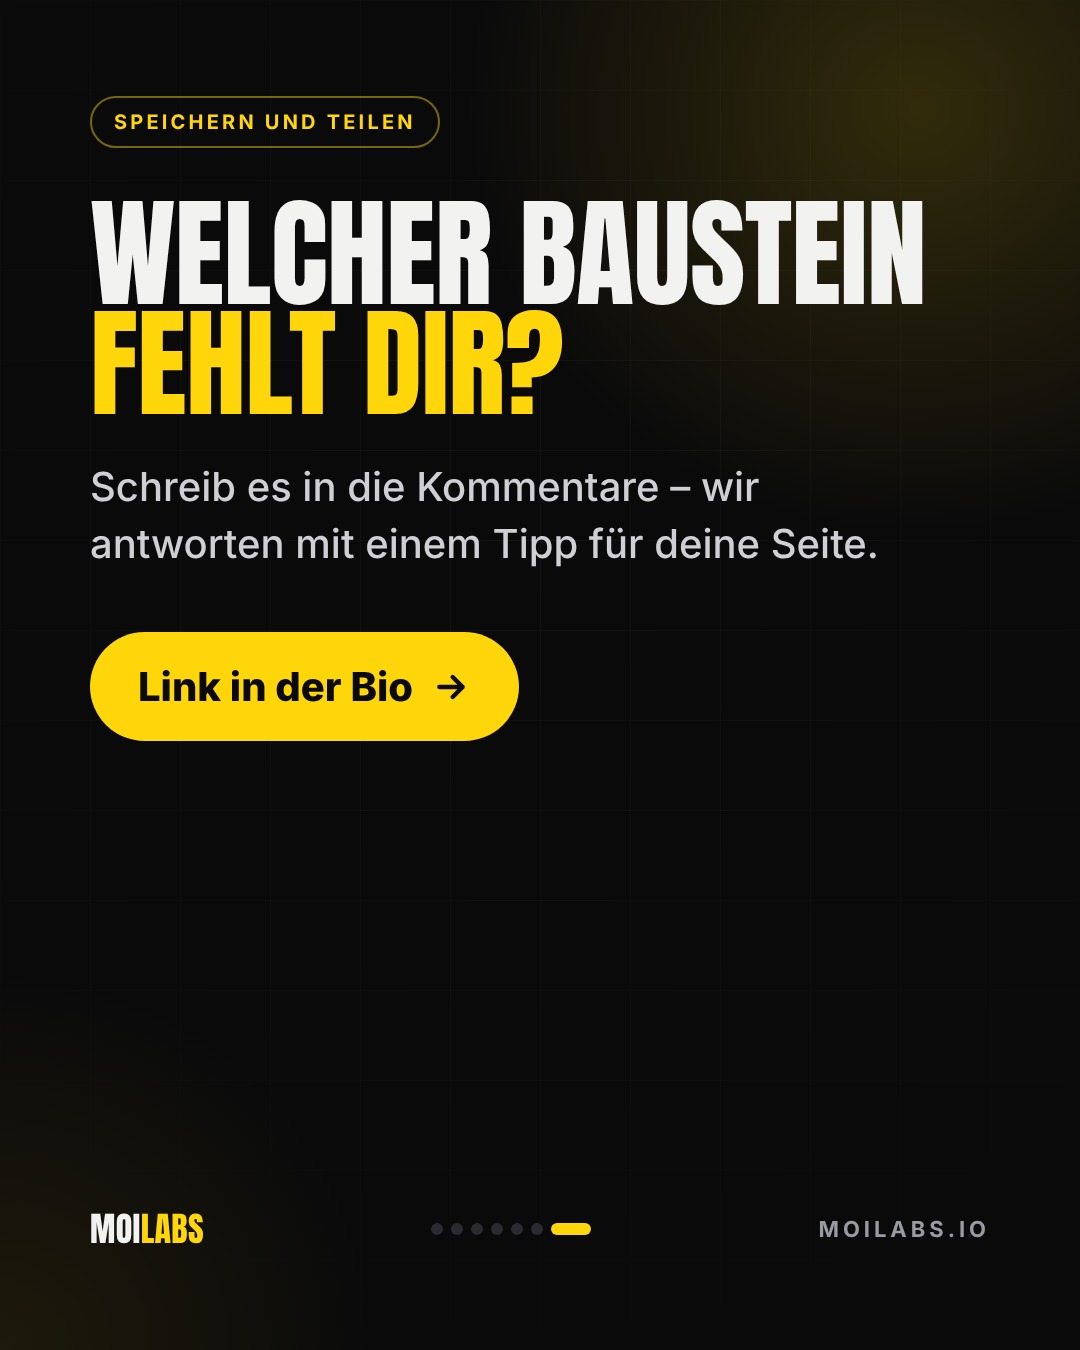 SPEICHERN UND TEILEN
WELCHER BAUSTEIN
FEHLT DIR?
Schreib es in die Kommentare – wir
antworten mit einem Tipp für deine Seite.
Link in der Bio →
MOILABS
MOILABS.IO